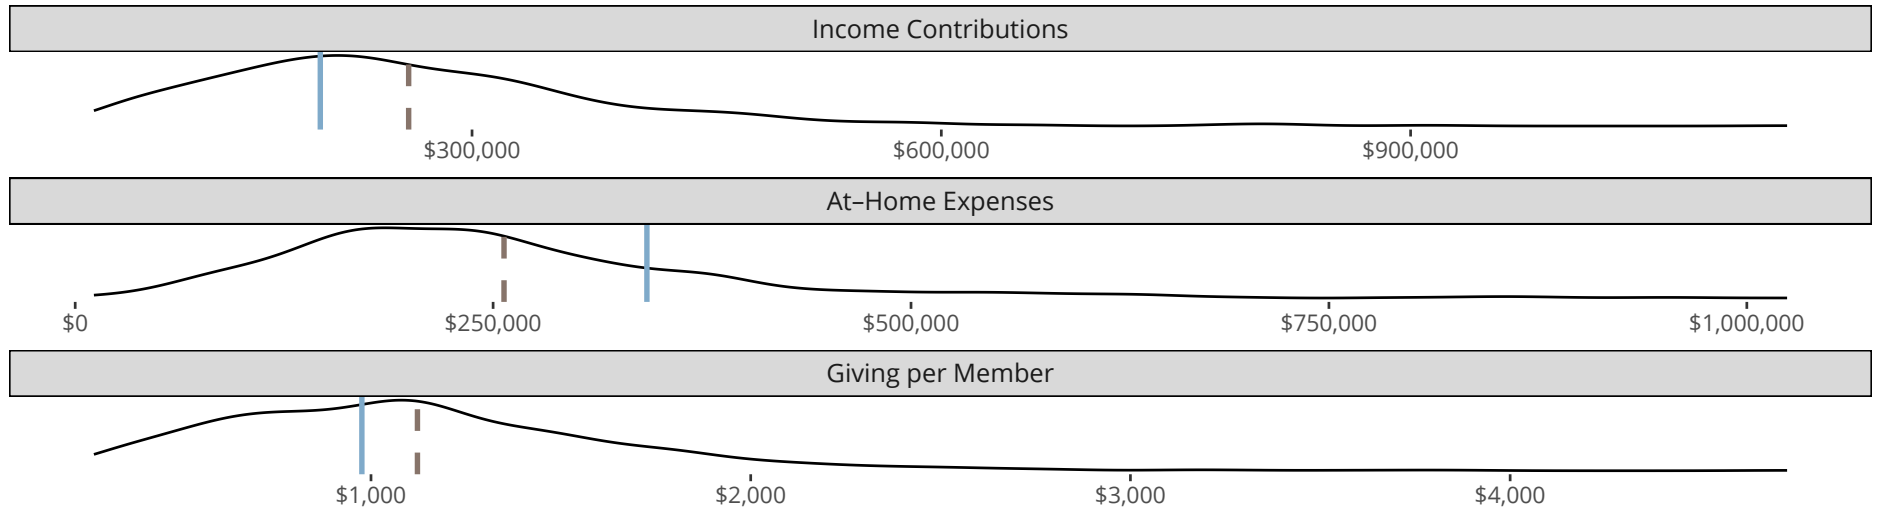 Income Contributions
$300,000 $600,000 $900,000
At–Home Expenses
$0 $250,000 $500,000 $750,000 $1,000,000
Giving per Member
$1,000 $2,000 $3,000 $4,000